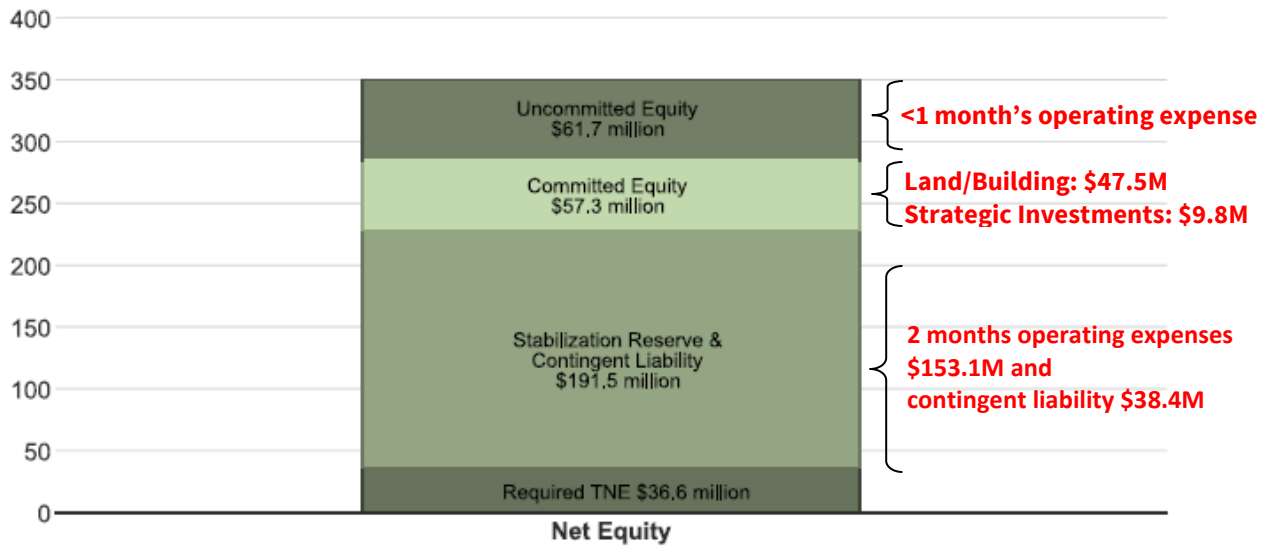 400
350
300
250
200
150
100
50
0
Uncommitted Equity
$61,7 million
Committed Equity
$57,3 million
Stabilization Reserve &
Contingent Liability
$191,5 million
Required TNE $36,6 million
Net Equity
<1 month’s operating expense
Land/Building: $47.5M
Strategic Investments: $9.8M
2 months operating expenses
$153.1M and
contingent liability $38.4M